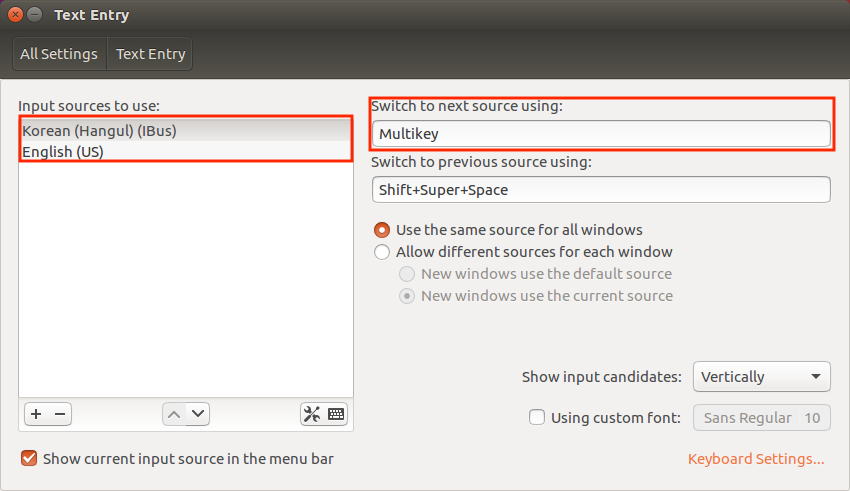 Text Entry
All Settings
Text Entry
Input sources to use:
Korean (Hangul) (IBus)
English (US)
Switch to next source using:
Multikey
Switch to previous source using:
Shift+Super+Space
Use the same source for all windows
Allow different sources for each window
New windows use the default source
New windows use the current source
Show input candidates: Vertically
Using custom font: Sans Regular 10
Show current input source in the menu bar
Keyboard Settings...